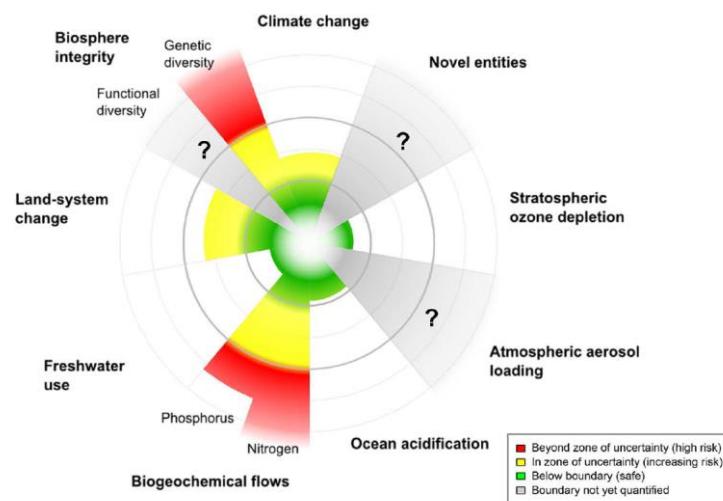 Climate change
Biosphere
integrity
Genetic
diversity
Novel entities
Functional
diversity
?
?
Land-system
change
Stratospheric
ozone depletion
?
Freshwater
use
Atmospheric aerosol
loading
Phosphorus
Nitrogen
Ocean acidification
Biogeochemical flows
Beyond zone of uncertainty (high risk)
In zone of uncertainty (increasing risk)
Below boundary (safe)
Boundary not yet quantified